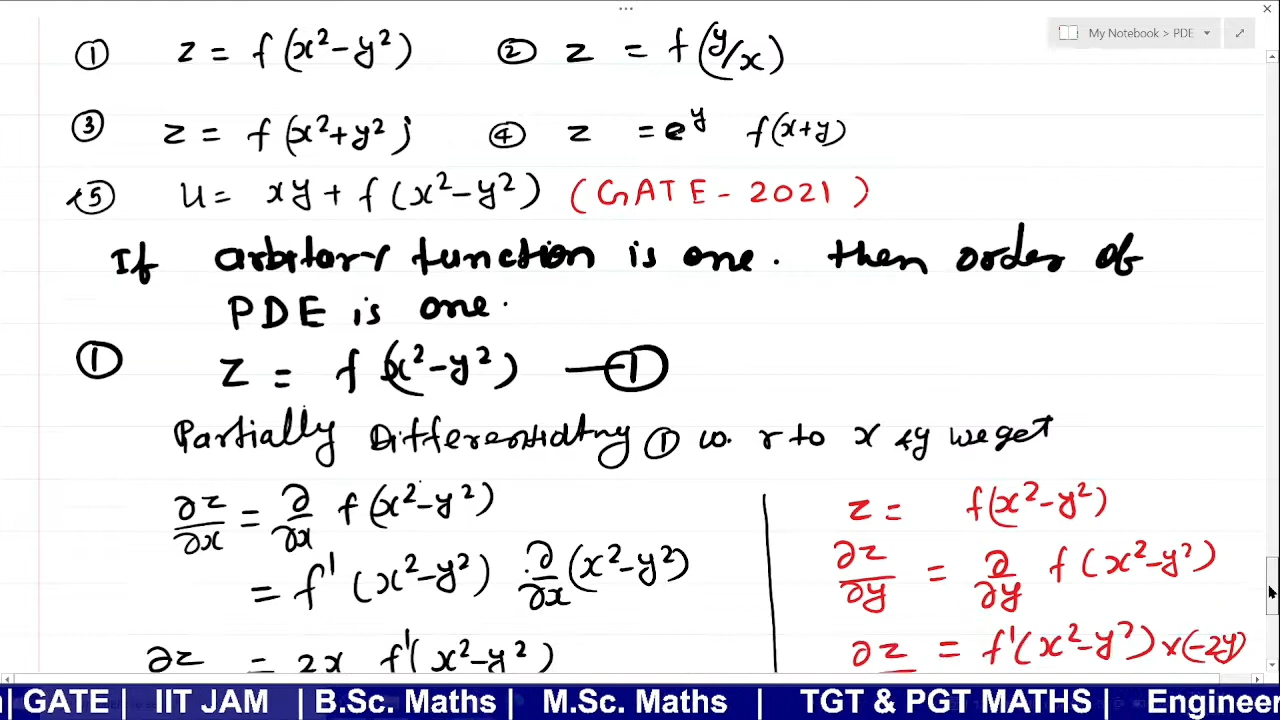 My Notebook > PDE
① z = f(x²-y²) ② z = f(y/x)
③ z = f(x²+y²) ④ z = e^y f(x+y)
⑤ u = xy + f(x²-y²) (GATE-2021)
If arbitary function is one. then order of
PDE is one.
① z = f(x²-y²) —①
Partially Differentiating ① w. r to x & y we get
∂z/∂x = ∂/∂x f(x²-y²)
= f'(x²-y²) ∂/∂x (x²-y²)
∂z = 2x f'(x²-y²)
z = f(x²-y²)
∂z/∂y = ∂/∂y f(x²-y²)
∂z = f'(x²-y²)×(-2y)
GATE | IIT JAM | B.Sc. Maths | M.Sc. Maths | TGT & PGT MATHS | Engineer